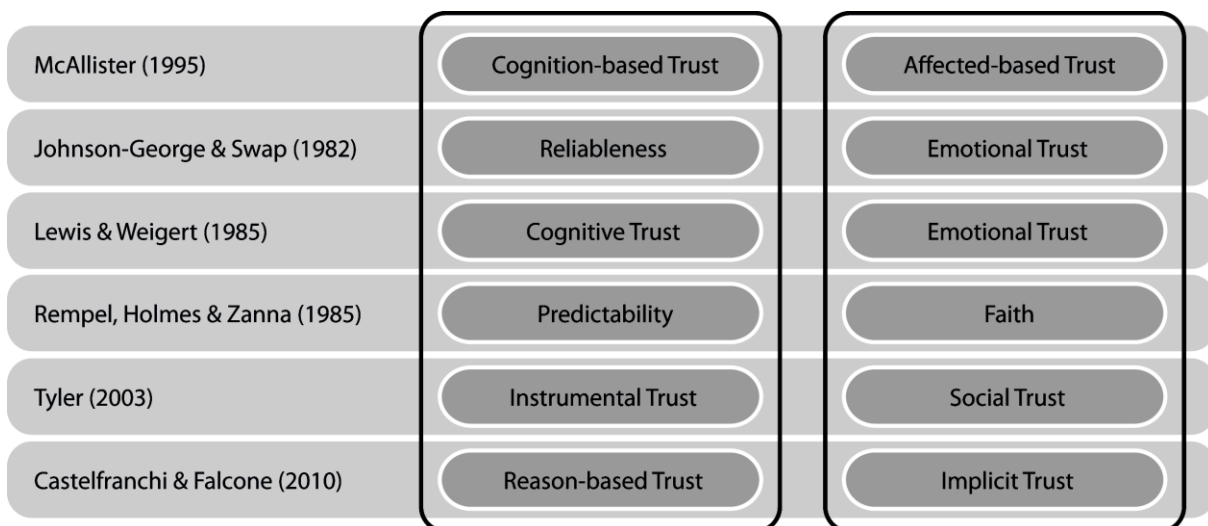 McAllister (1995) Cognition-based Trust Affected-based Trust
Johnson-George & Swap (1982) Reliableness Emotional Trust
Lewis & Weigert (1985) Cognitive Trust Emotional Trust
Rempel, Holmes & Zanna (1985) Predictability Faith
Tyler (2003) Instrumental Trust Social Trust
Castelfranchi & Falcone (2010) Reason-based Trust Implicit Trust